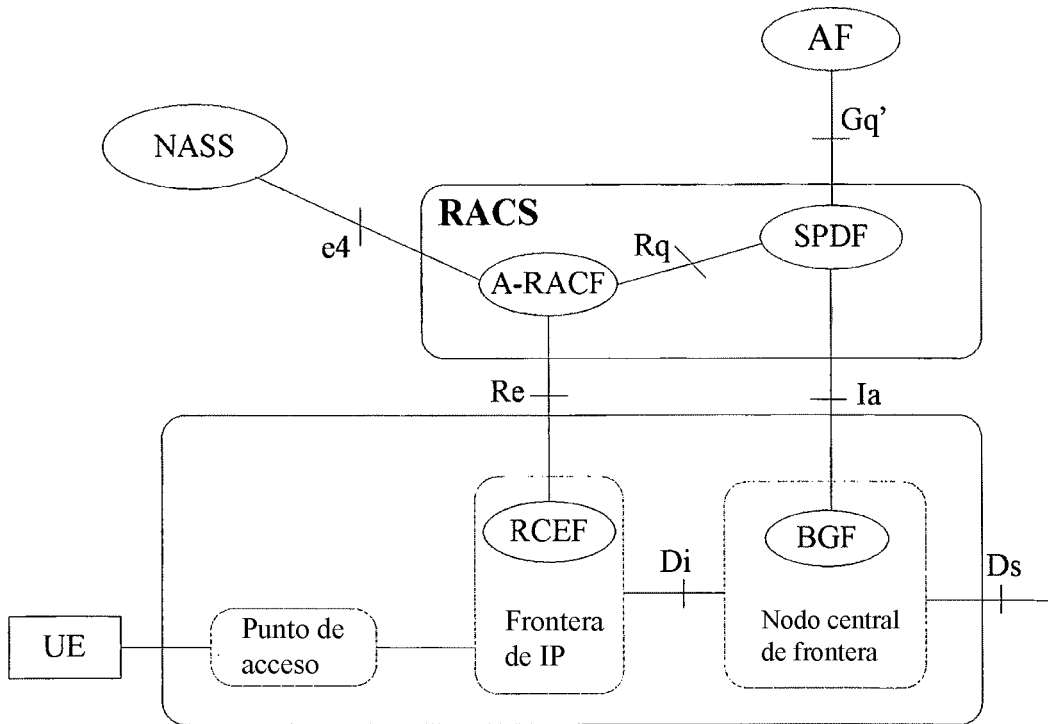 AF
Gq'
NASS
RACS
SPDF
Rq
e4
A-RACF
Re
Ia
RCEF
BGF
Di
Ds
UE
Punto de
acceso
Frontera
de IP
Nodo central
de frontera